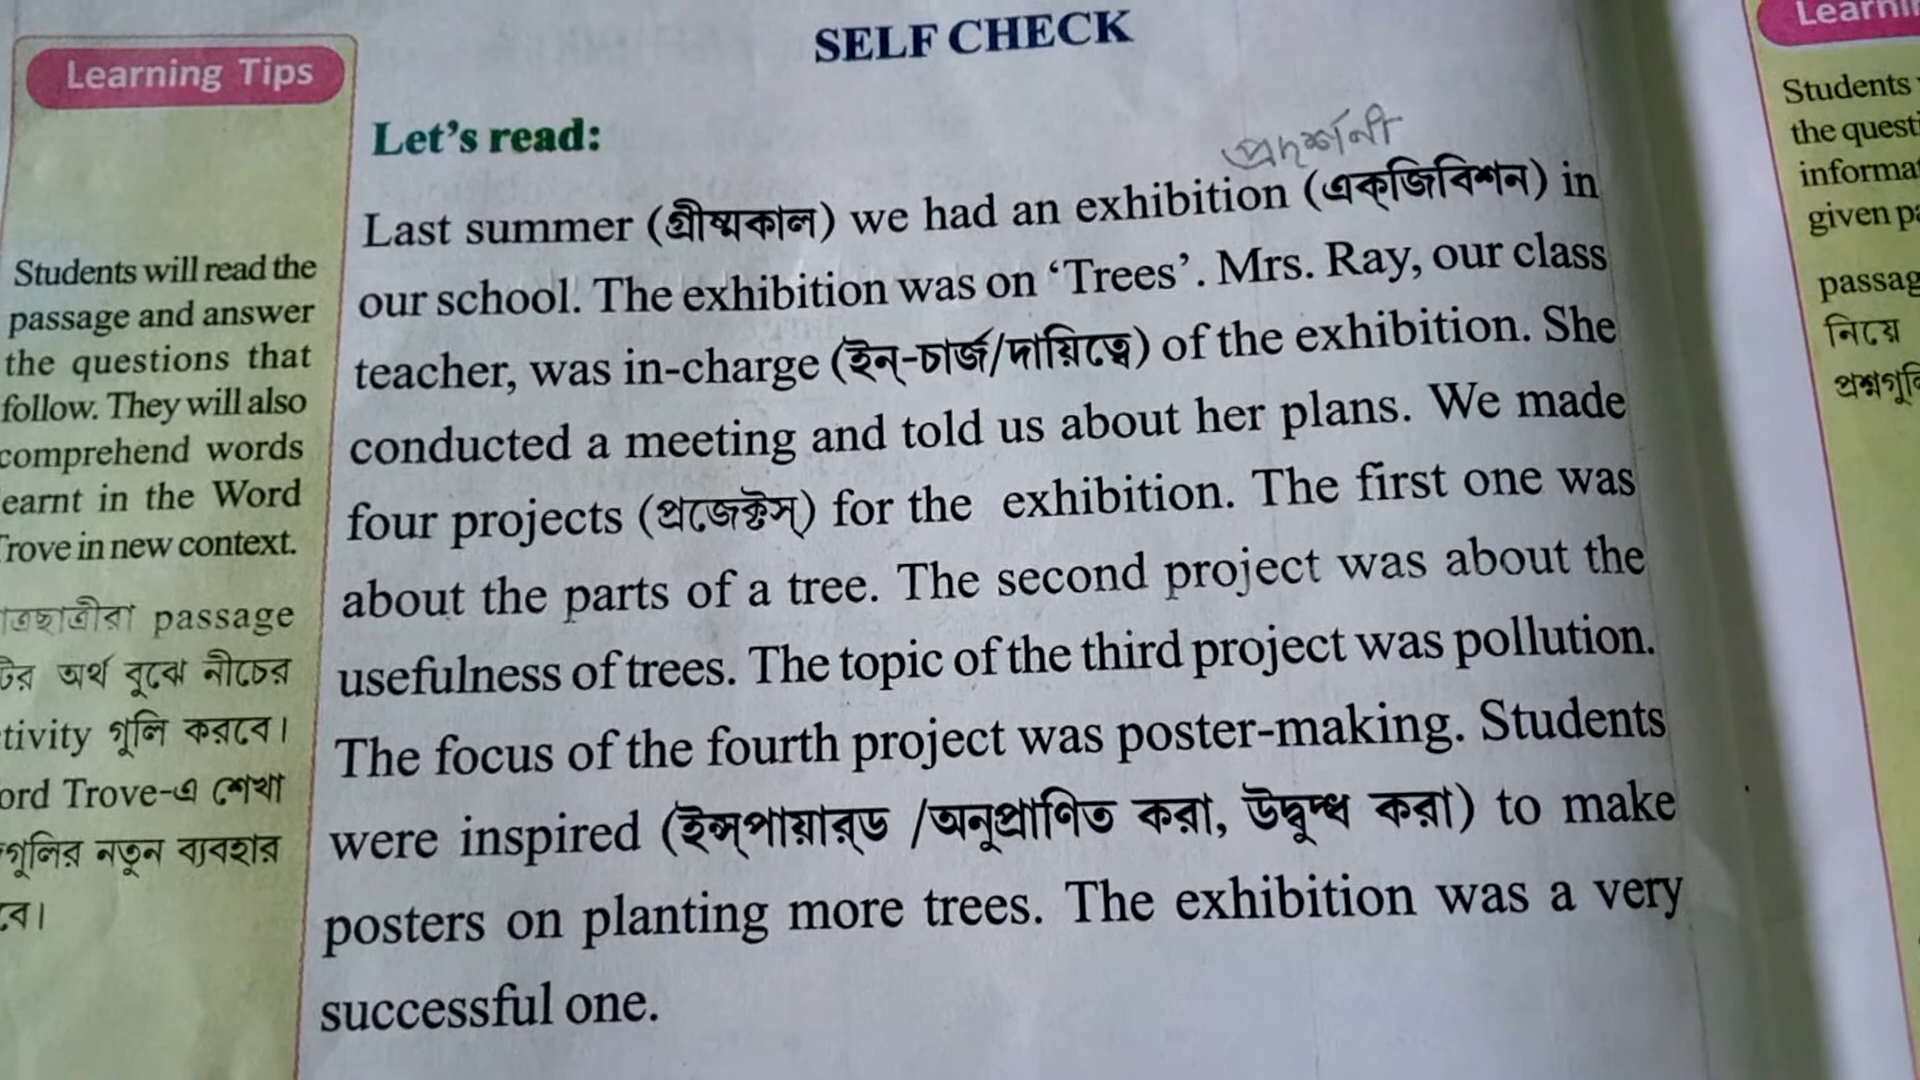 SELF CHECK
Learning Tips
Students will read the
passage and answer
the questions that
follow. They will also
comprehend words
earnt in the Word
Trove in new context.
passage
অর্থ বুঝে নীচের
tivity গুলি করবে।
ord Trove-এ শেখা
গুলির নতুন ব্যবহার
Let's read:
প্রদর্শনী
Last summer (গ্রীষ্মকাল) we had an exhibition (এক্‌জিবিশন) in
our school. The exhibition was on ‘Trees’. Mrs. Ray, our class
teacher, was in-charge (ইন্-চার্জ/দায়িত্বে) of the exhibition. She
conducted a meeting and told us about her plans. We made
four projects (প্রজেক্টস্) for the exhibition. The first one was
about the parts of a tree. The second project was about the
usefulness of trees. The topic of the third project was pollution.
The focus of the fourth project was poster-making. Students
were inspired (ইন্সপায়ার্ড /অনুপ্রাণিত করা, উদ্বুদ্ধ করা) to make
posters on planting more trees. The exhibition was a very
successful one.
Learni
Students
the questi
informa
given pa
passag
নিয়ে
প্রশ্নগুলি